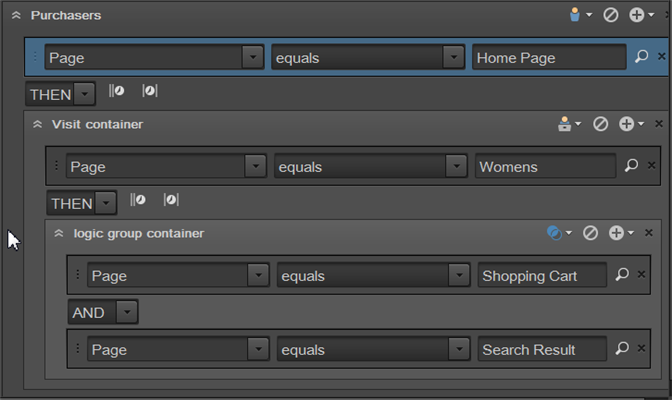 Purchasers
Page equals Home Page
THEN
Visit container
Page equals Womens
THEN
logic group container
Page equals Shopping Cart
AND
Page equals Search Result